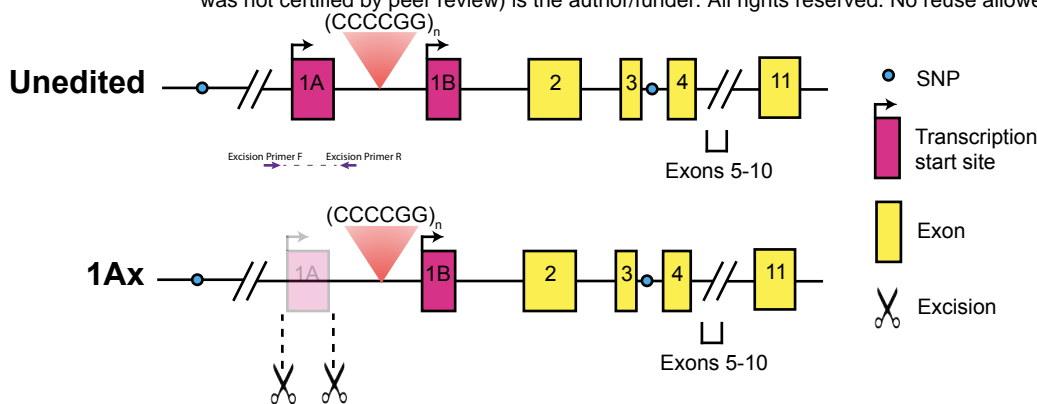 was not certified by peer review) is the author/funder. All rights reserved. No reuse allowe
(CCCCGG)n
Unedited
1A
1B
2
3
4
11
Excision Primer F
Excision Primer R
Exons 5-10
(CCCCGG)n
1Ax
1A
1B
2
3
4
11
Exons 5-10
SNP
Transcription
start site
Exon
Excision